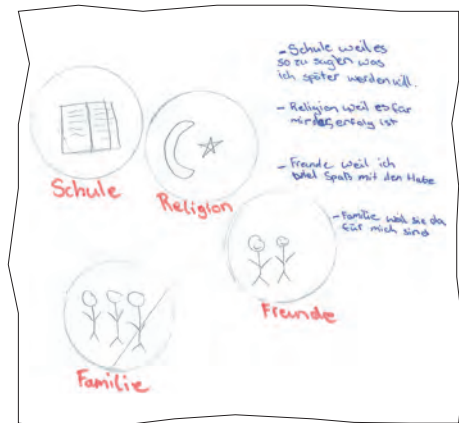 - Schule weil es
so zu sagen was
ich später werden will.
- Religion weil es für
mir der erfolg ist
- Freunde weil ich
viel Spaß mit den Habe
- Familie weil sie da
für mich sind
Schule
Religion
Freunde
Familie